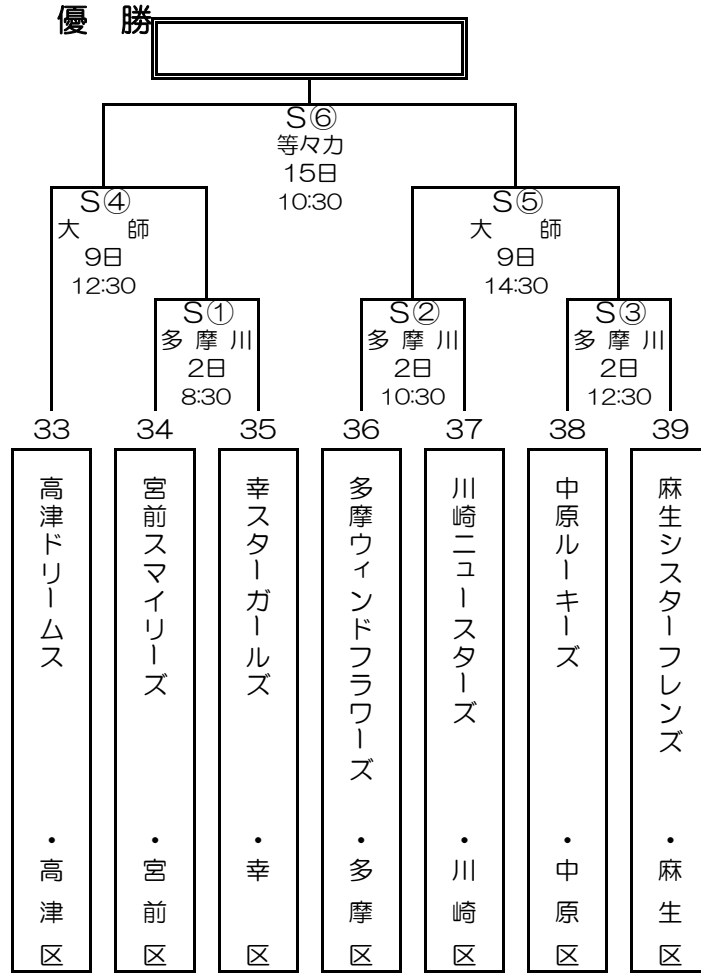 優　勝
S⑥
等々力
15日
10:30
S④
大　師
9日
12:30
S⑤
大　師
9日
14:30
S①
多 摩 川
2日
8:30
S②
多 摩 川
2日
10:30
S③
多 摩 川
2日
12:30
33
34
35
36
37
38
39
高津ドリームス ・高津区
宮前スマイリーズ ・宮前区
幸スターガールズ ・幸　区
多摩ウィンドフラワーズ ・多摩区
川崎ニュースターズ ・川崎区
中原ルーキーズ ・中原区
麻生シスターフレンズ ・麻生区